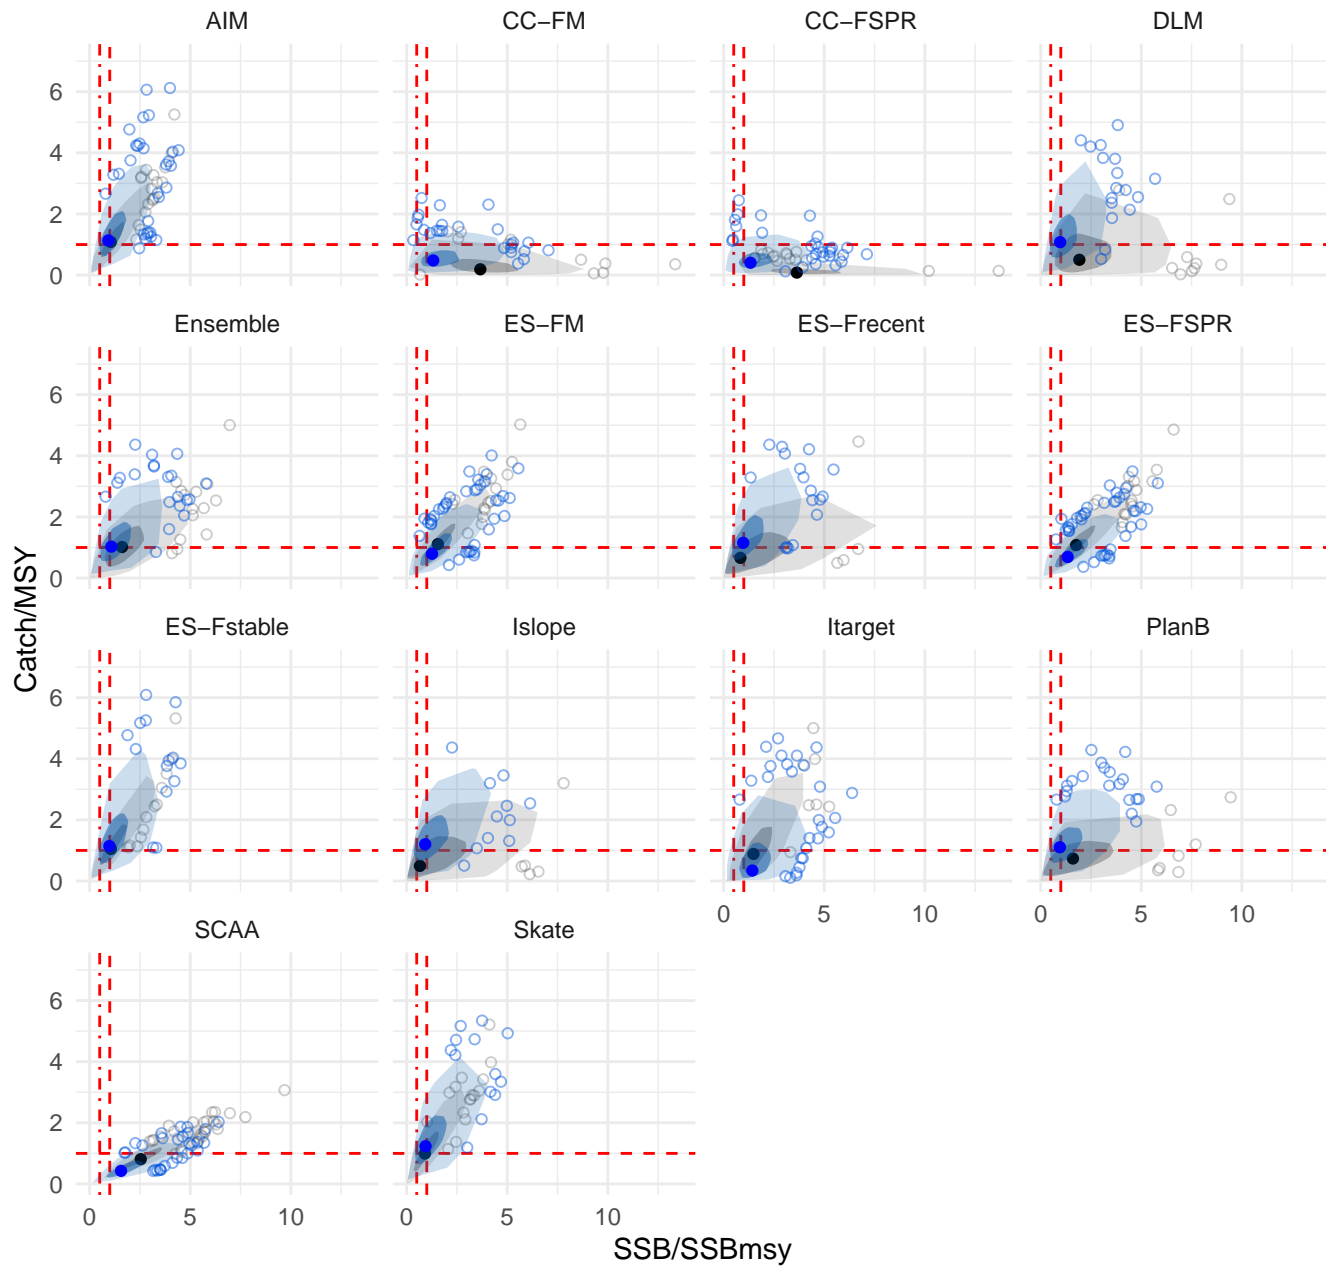 AIM CC−FM CC−FSPR DLM
6
4
2
0
Ensemble ES−FM ES−Frecent ES−FSPR
6
4
2
0
ES−Fstable Islope Itarget PlanB
6
4
2
0
0 5 10 0 5 10
SCAA Skate
6
4
2
0
0 5 10 0 5 10
Catch/MSY
SSB/SSBmsy